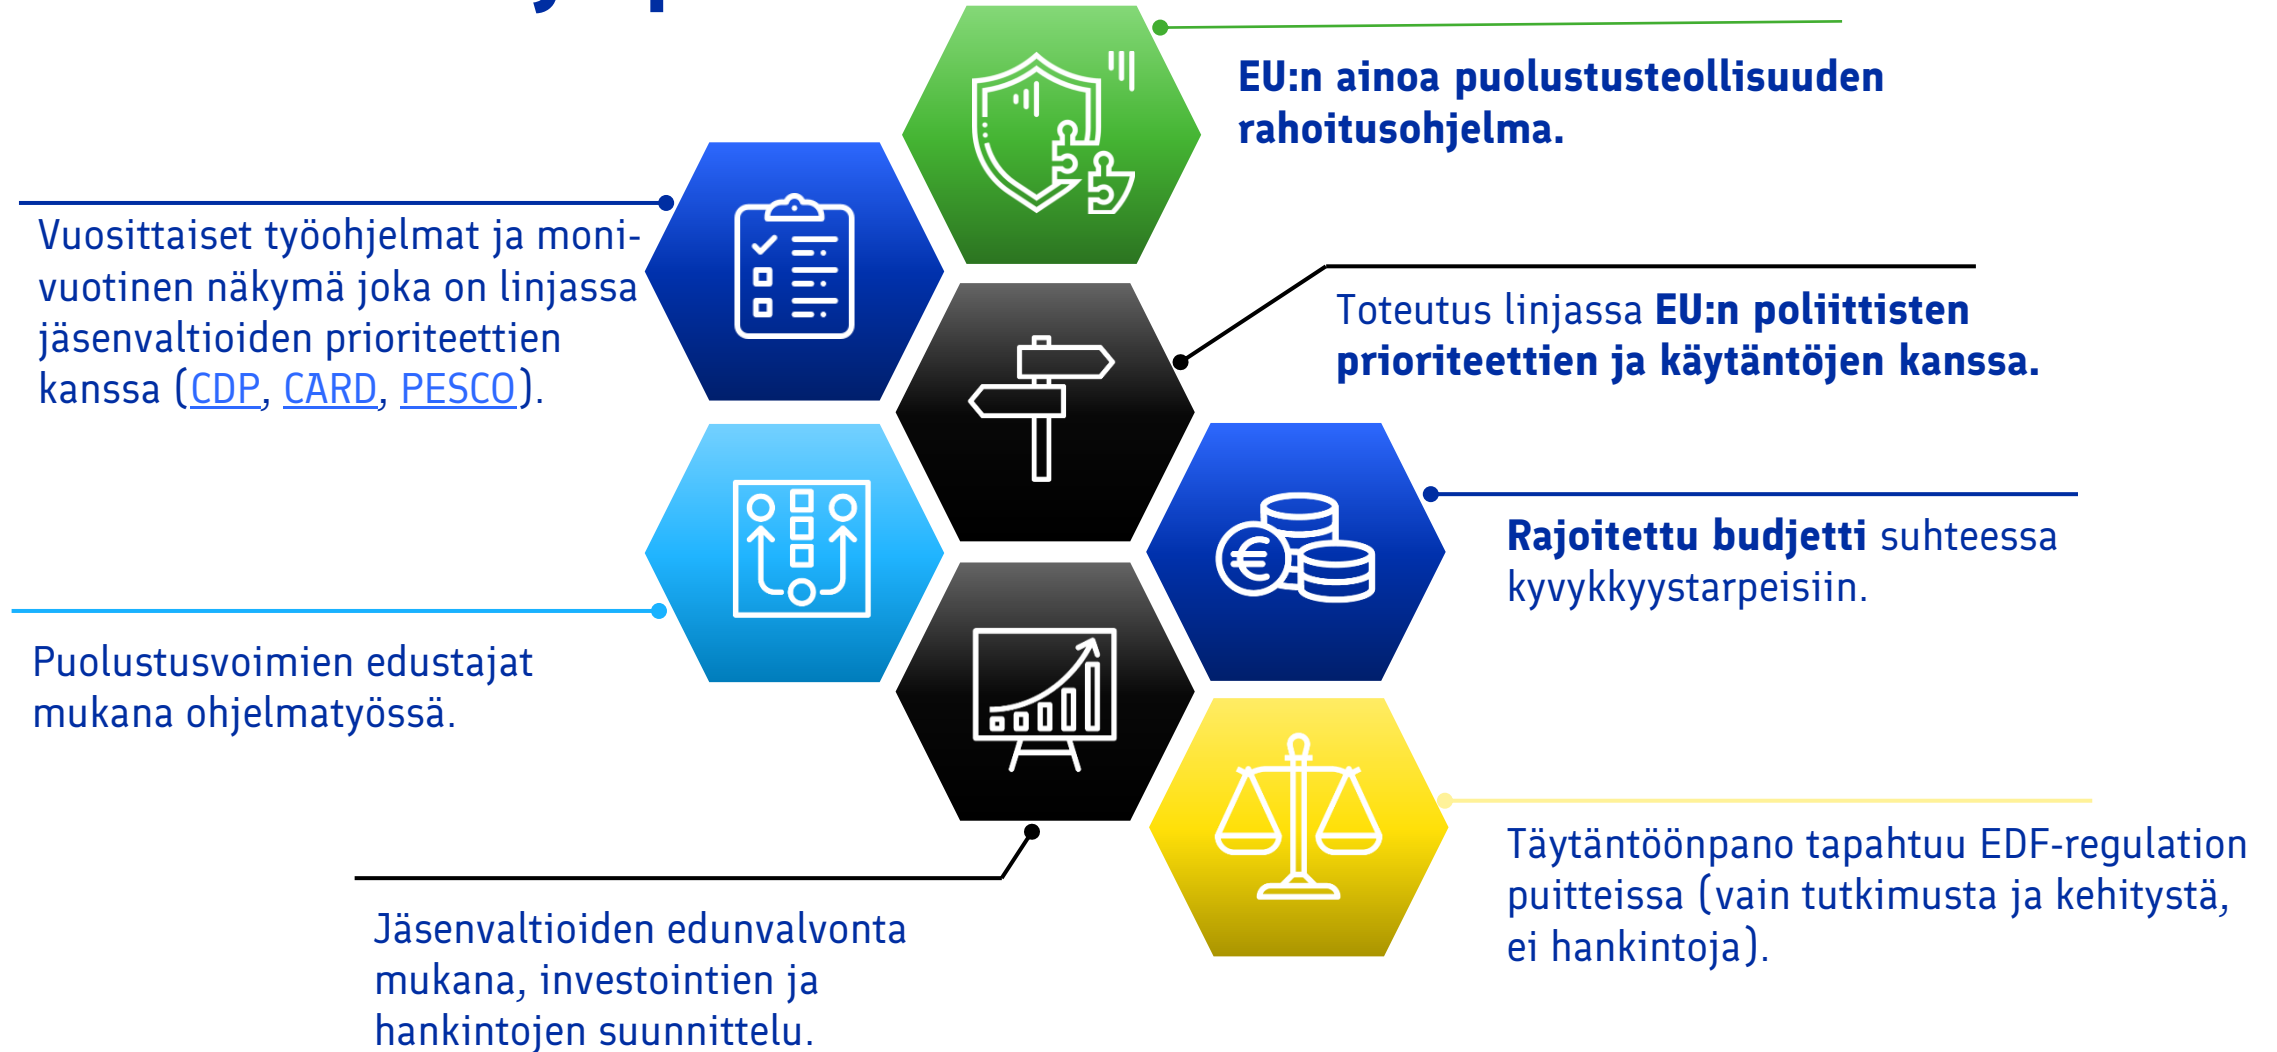 EU:n ainoa puolustusteollisuuden
rahoitusohjelma.
Vuosittaiset työohjelmat ja moni-
vuotinen näkymä joka on linjassa
jäsenvaltioiden prioriteettien
kanssa (CDP, CARD, PESCO).
Toteutus linjassa EU:n poliittisten
prioriteettien ja käytäntöjen kanssa.
Rajoitettu budjetti suhteessa
kyvykkyystarpeisiin.
Puolustusvoimien edustajat
mukana ohjelmatyössä.
Täytäntöönpano tapahtuu EDF-regulation
puitteissa (vain tutkimusta ja kehitystä,
ei hankintoja).
Jäsenvaltioiden edunvalvonta
mukana, investointien ja
hankintojen suunnittelu.